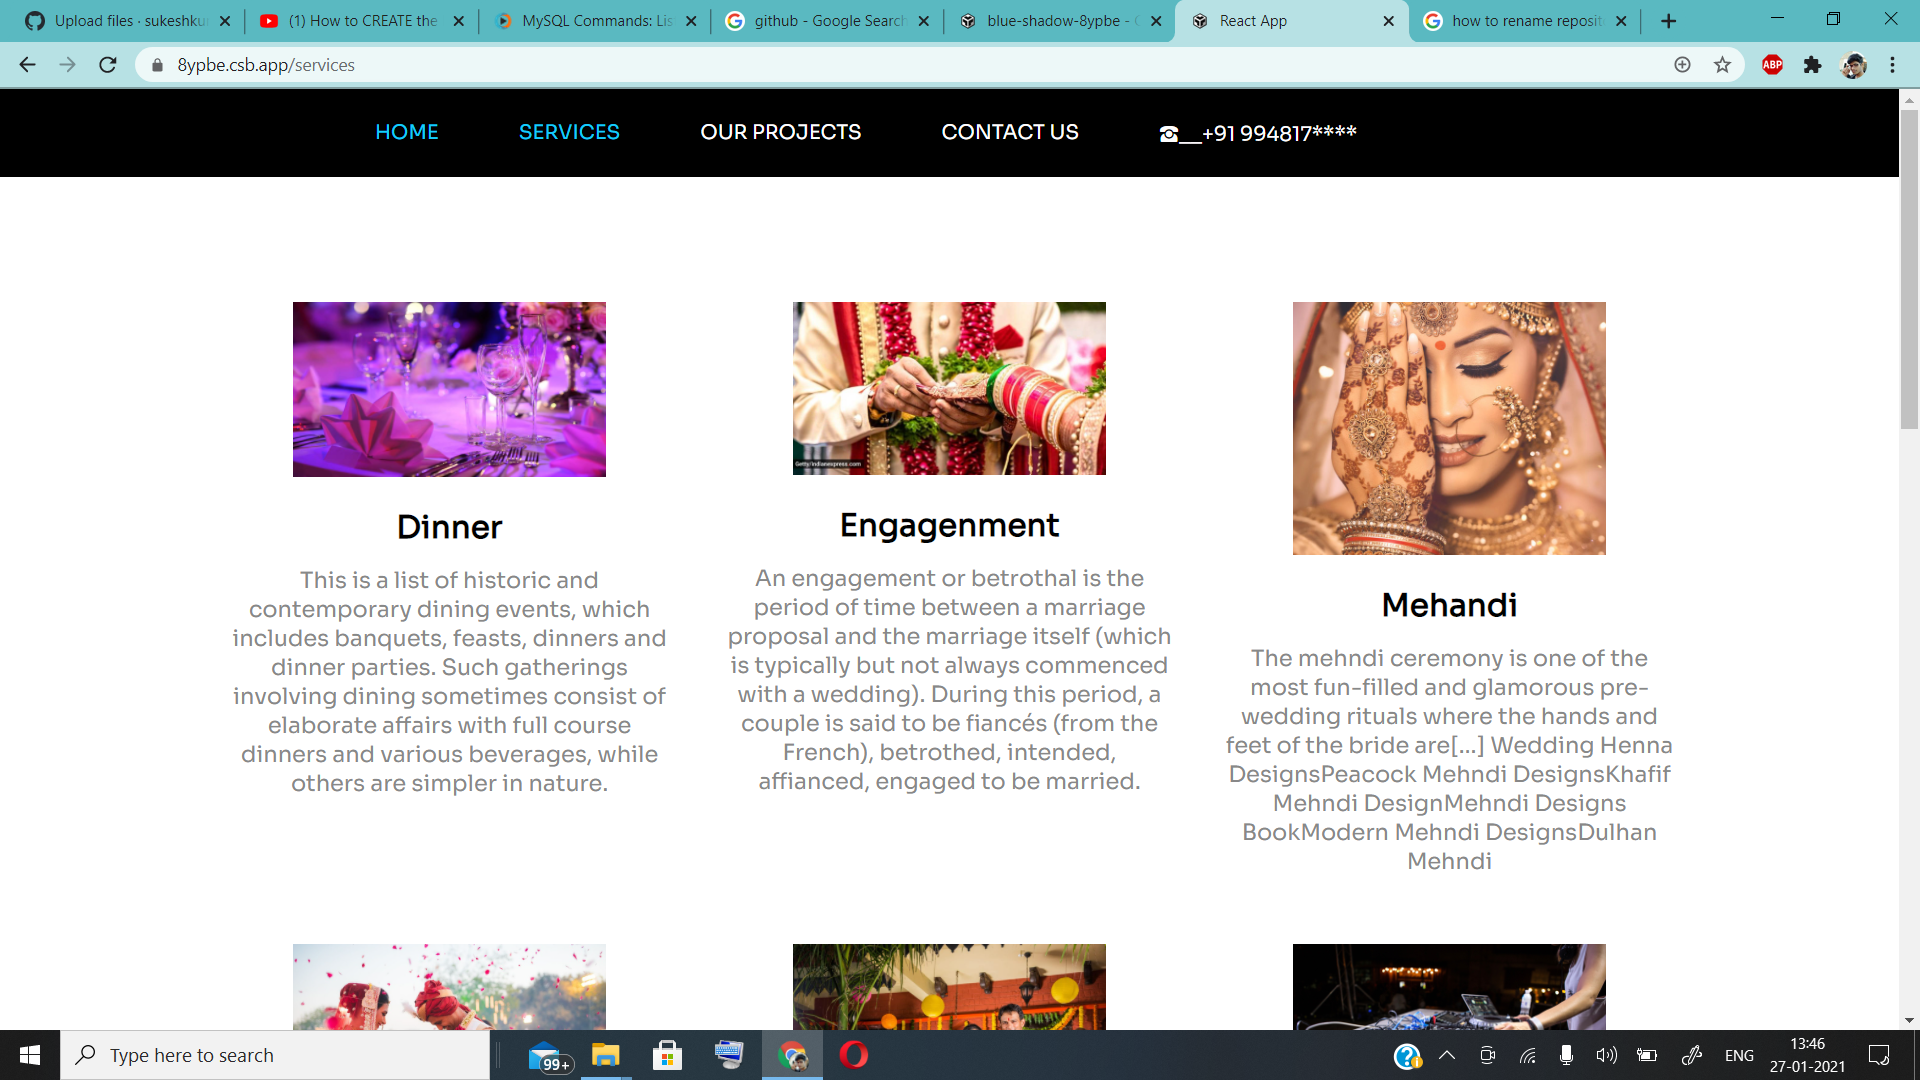 Upload files · sukeshku
(1) How to CREATE the
MySQL Commands: Lis
github - Google Search
blue-shadow-8ypbe - C
React App
how to rename reposit
8ypbe.csb.app/services
ABP
HOME
SERVICES
OUR PROJECTS
CONTACT US
☎__+91 994817****
Getty/indianexpress.com
Dinner
This is a list of historic and
contemporary dining events, which
includes banquets, feasts, dinners and
dinner parties. Such gatherings
involving dining sometimes consist of
elaborate affairs with full course
dinners and various beverages, while
others are simpler in nature.
Engagenment
An engagement or betrothal is the
period of time between a marriage
proposal and the marriage itself (which
is typically but not always commenced
with a wedding). During this period, a
couple is said to be fiancés (from the
French), betrothed, intended,
affianced, engaged to be married.
Mehandi
The mehndi ceremony is one of the
most fun-filled and glamorous pre-
wedding rituals where the hands and
feet of the bride are[…] Wedding Henna
DesignsPeacock Mehndi DesignsKhafif
Mehndi DesignMehndi Designs
BookModern Mehndi DesignsDulhan
Mehndi
Type here to search
99+
ENG
13:46
27-01-2021